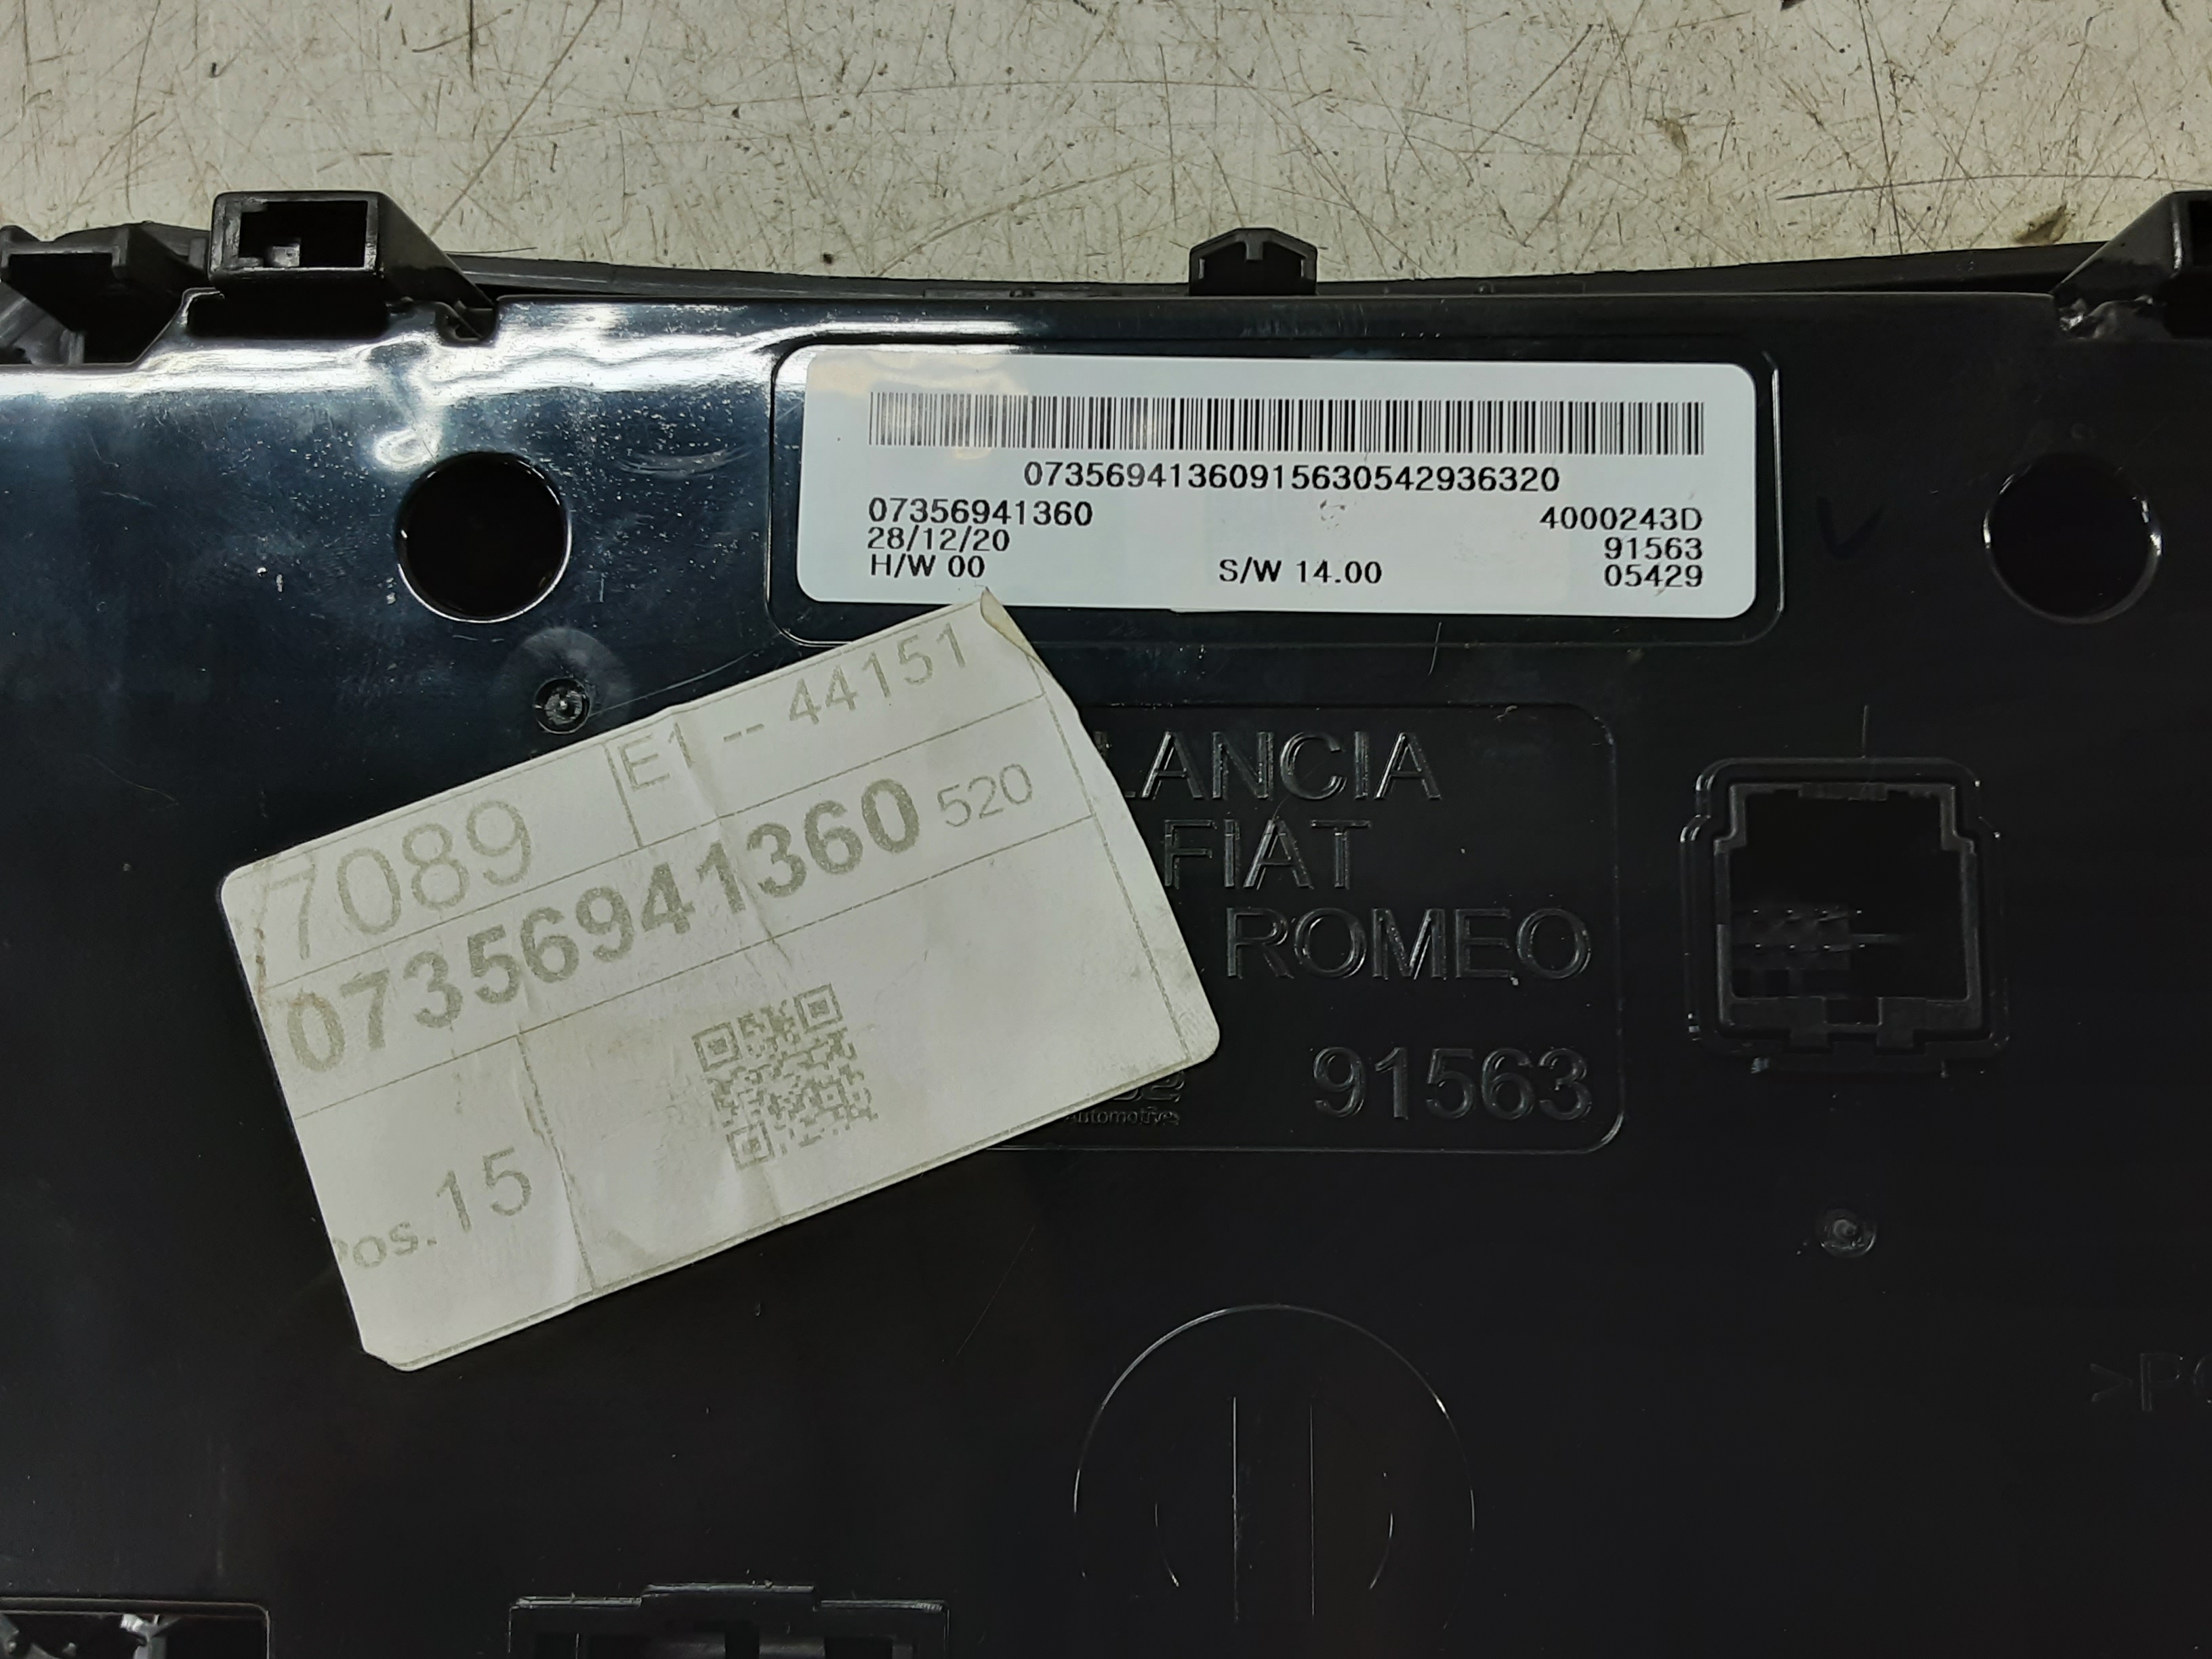 07356941360915630542936320
07356941360
4000243D
28/12/20
91563
H/W 00
S/W 14.00
05429
7089
E1 -- 44151
07356941360 520
Pos. 15
LANCIA
FIAT
ROMEO
91563
Automotive